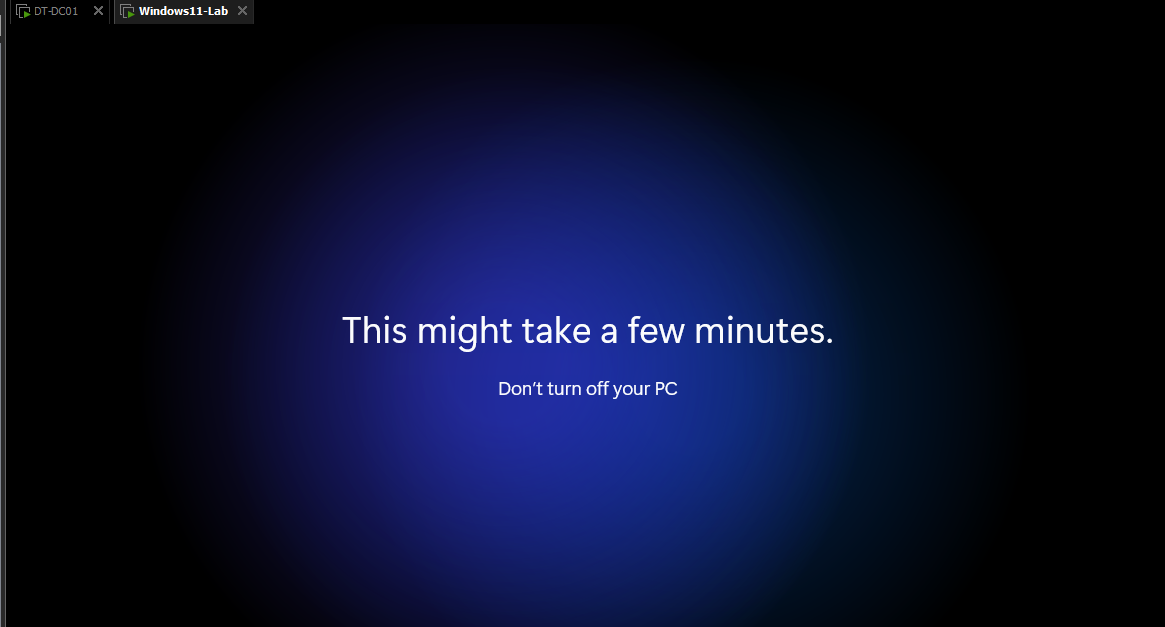 DT-DC01
Windows11-Lab
This might take a few minutes.
Don’t turn off your PC